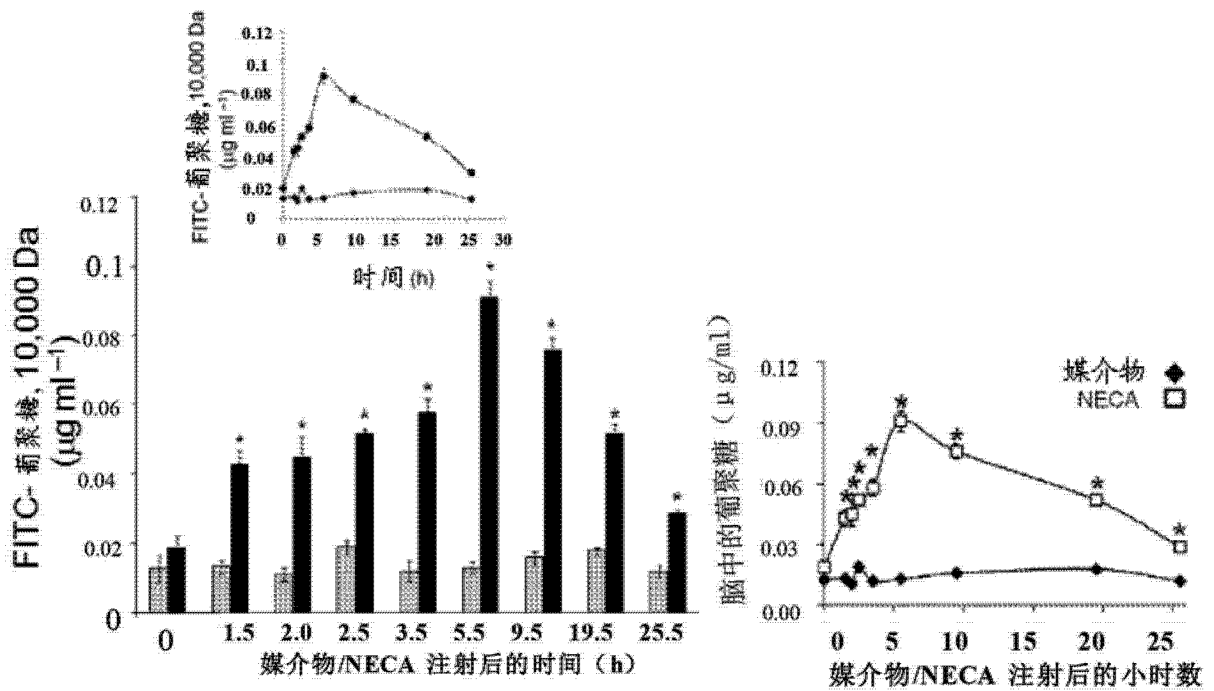 FITC-葡聚糖, 10,000 Da
(μg ml⁻¹)
0.12
0.1
0.08
0.06
0.04
0.02
0
0 5 10 15 20 25 30
时间 (h)
FITC-葡聚糖, 10,000 Da
(μg ml⁻¹)
0.12
0.1
0.08
0.06
0.04
0.02
0
* * * * * * * *
0 1.5 2.0 2.5 3.5 5.5 9.5 19.5 25.5
媒介物/NECA 注射后的时间（h）
脑中的葡聚糖（μg/ml）
0.12
0.09
0.06
0.03
0.00
媒介物 ◆
NECA □
* * * * * * * *
0 5 10 15 20 25
媒介物/NECA 注射后的小时数